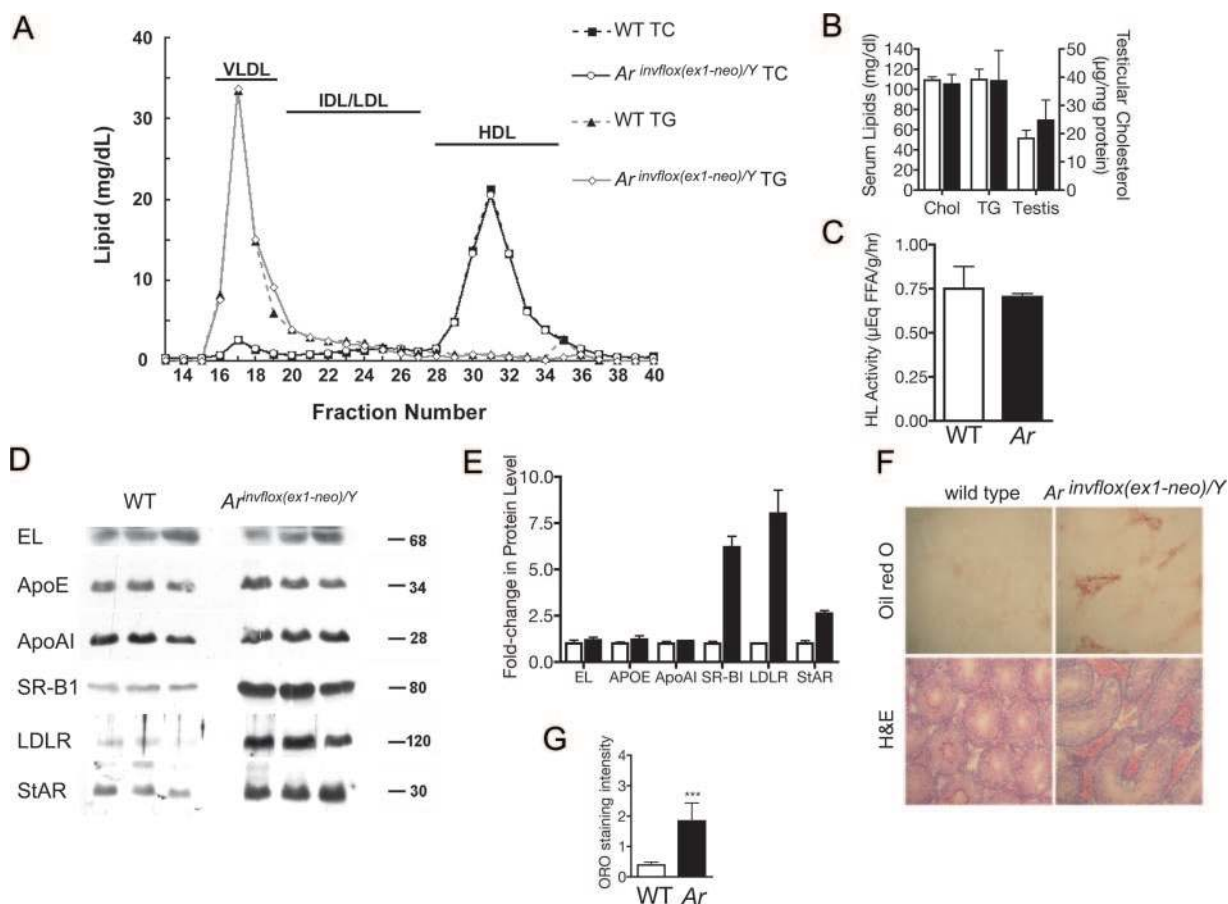 A
40
30
20
10
0
Lipid (mg/dL)
VLDL
IDL/LDL
HDL
14 16 18 20 22 24 26 28 30 32 34 36 38 40
Fraction Number
WT TC
Ar invflox(ex1-neo)/Y TC
WT TG
Ar invflox(ex1-neo)/Y TG
B
Serum Lipids (mg/dl)
140
120
100
80
60
40
20
0
Chol TG Testis
50
40
30
20
10
0
Testicular Cholesterol
(µg/mg protein)
C
HL Activity (µEq FFA/g/hr)
1.00
0.75
0.50
0.25
0.00
WT Ar
D
WT Ar invflox(ex1-neo)/Y
EL 68
ApoE 34
ApoAI 28
SR-B1 80
LDLR 120
StAR 30
E
Fold-change in Protein Level
10.0
7.5
5.0
2.5
0.0
EL APOE ApoAI SR-BI LDLR StAR
F
wild type Ar invflox(ex1-neo)/Y
Oil red O
H&E
G
ORO staining intensity
4
3
2
1
0
***
WT Ar